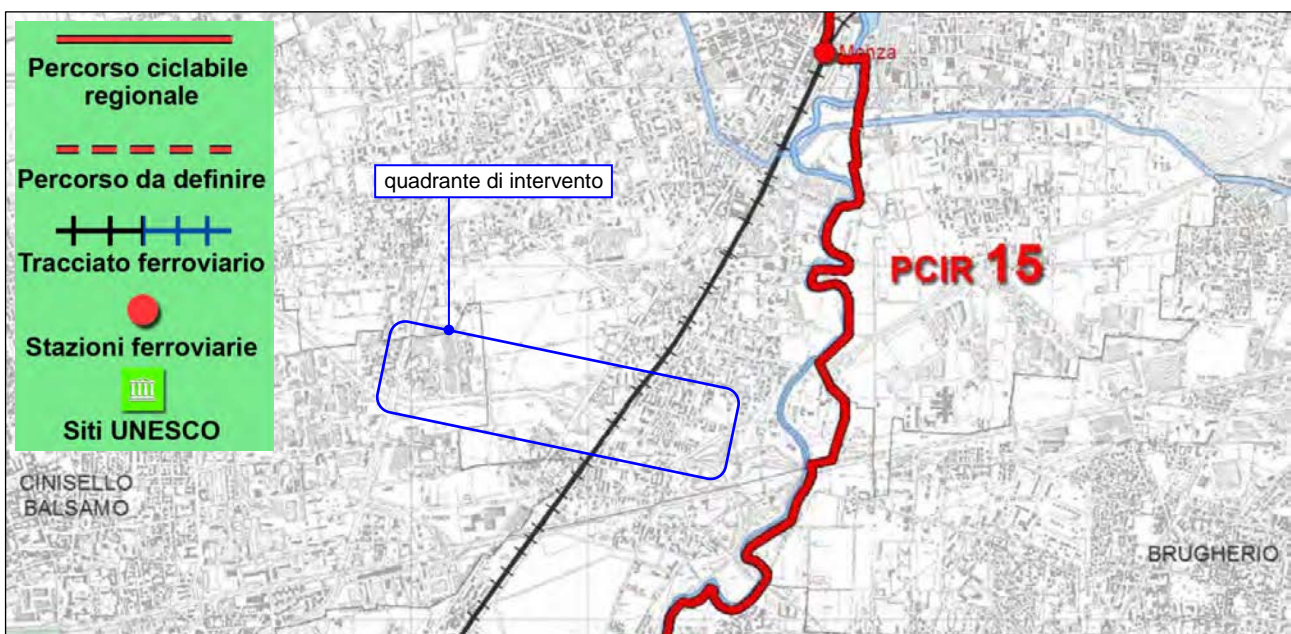 Percorso ciclabile
regionale
Percorso da definire
Tracciato ferroviario
Stazioni ferroviarie
Siti UNESCO
quadrante di intervento
Monza
PCIR 15
CINISELLO
BALSAMO
BRUGHERIO